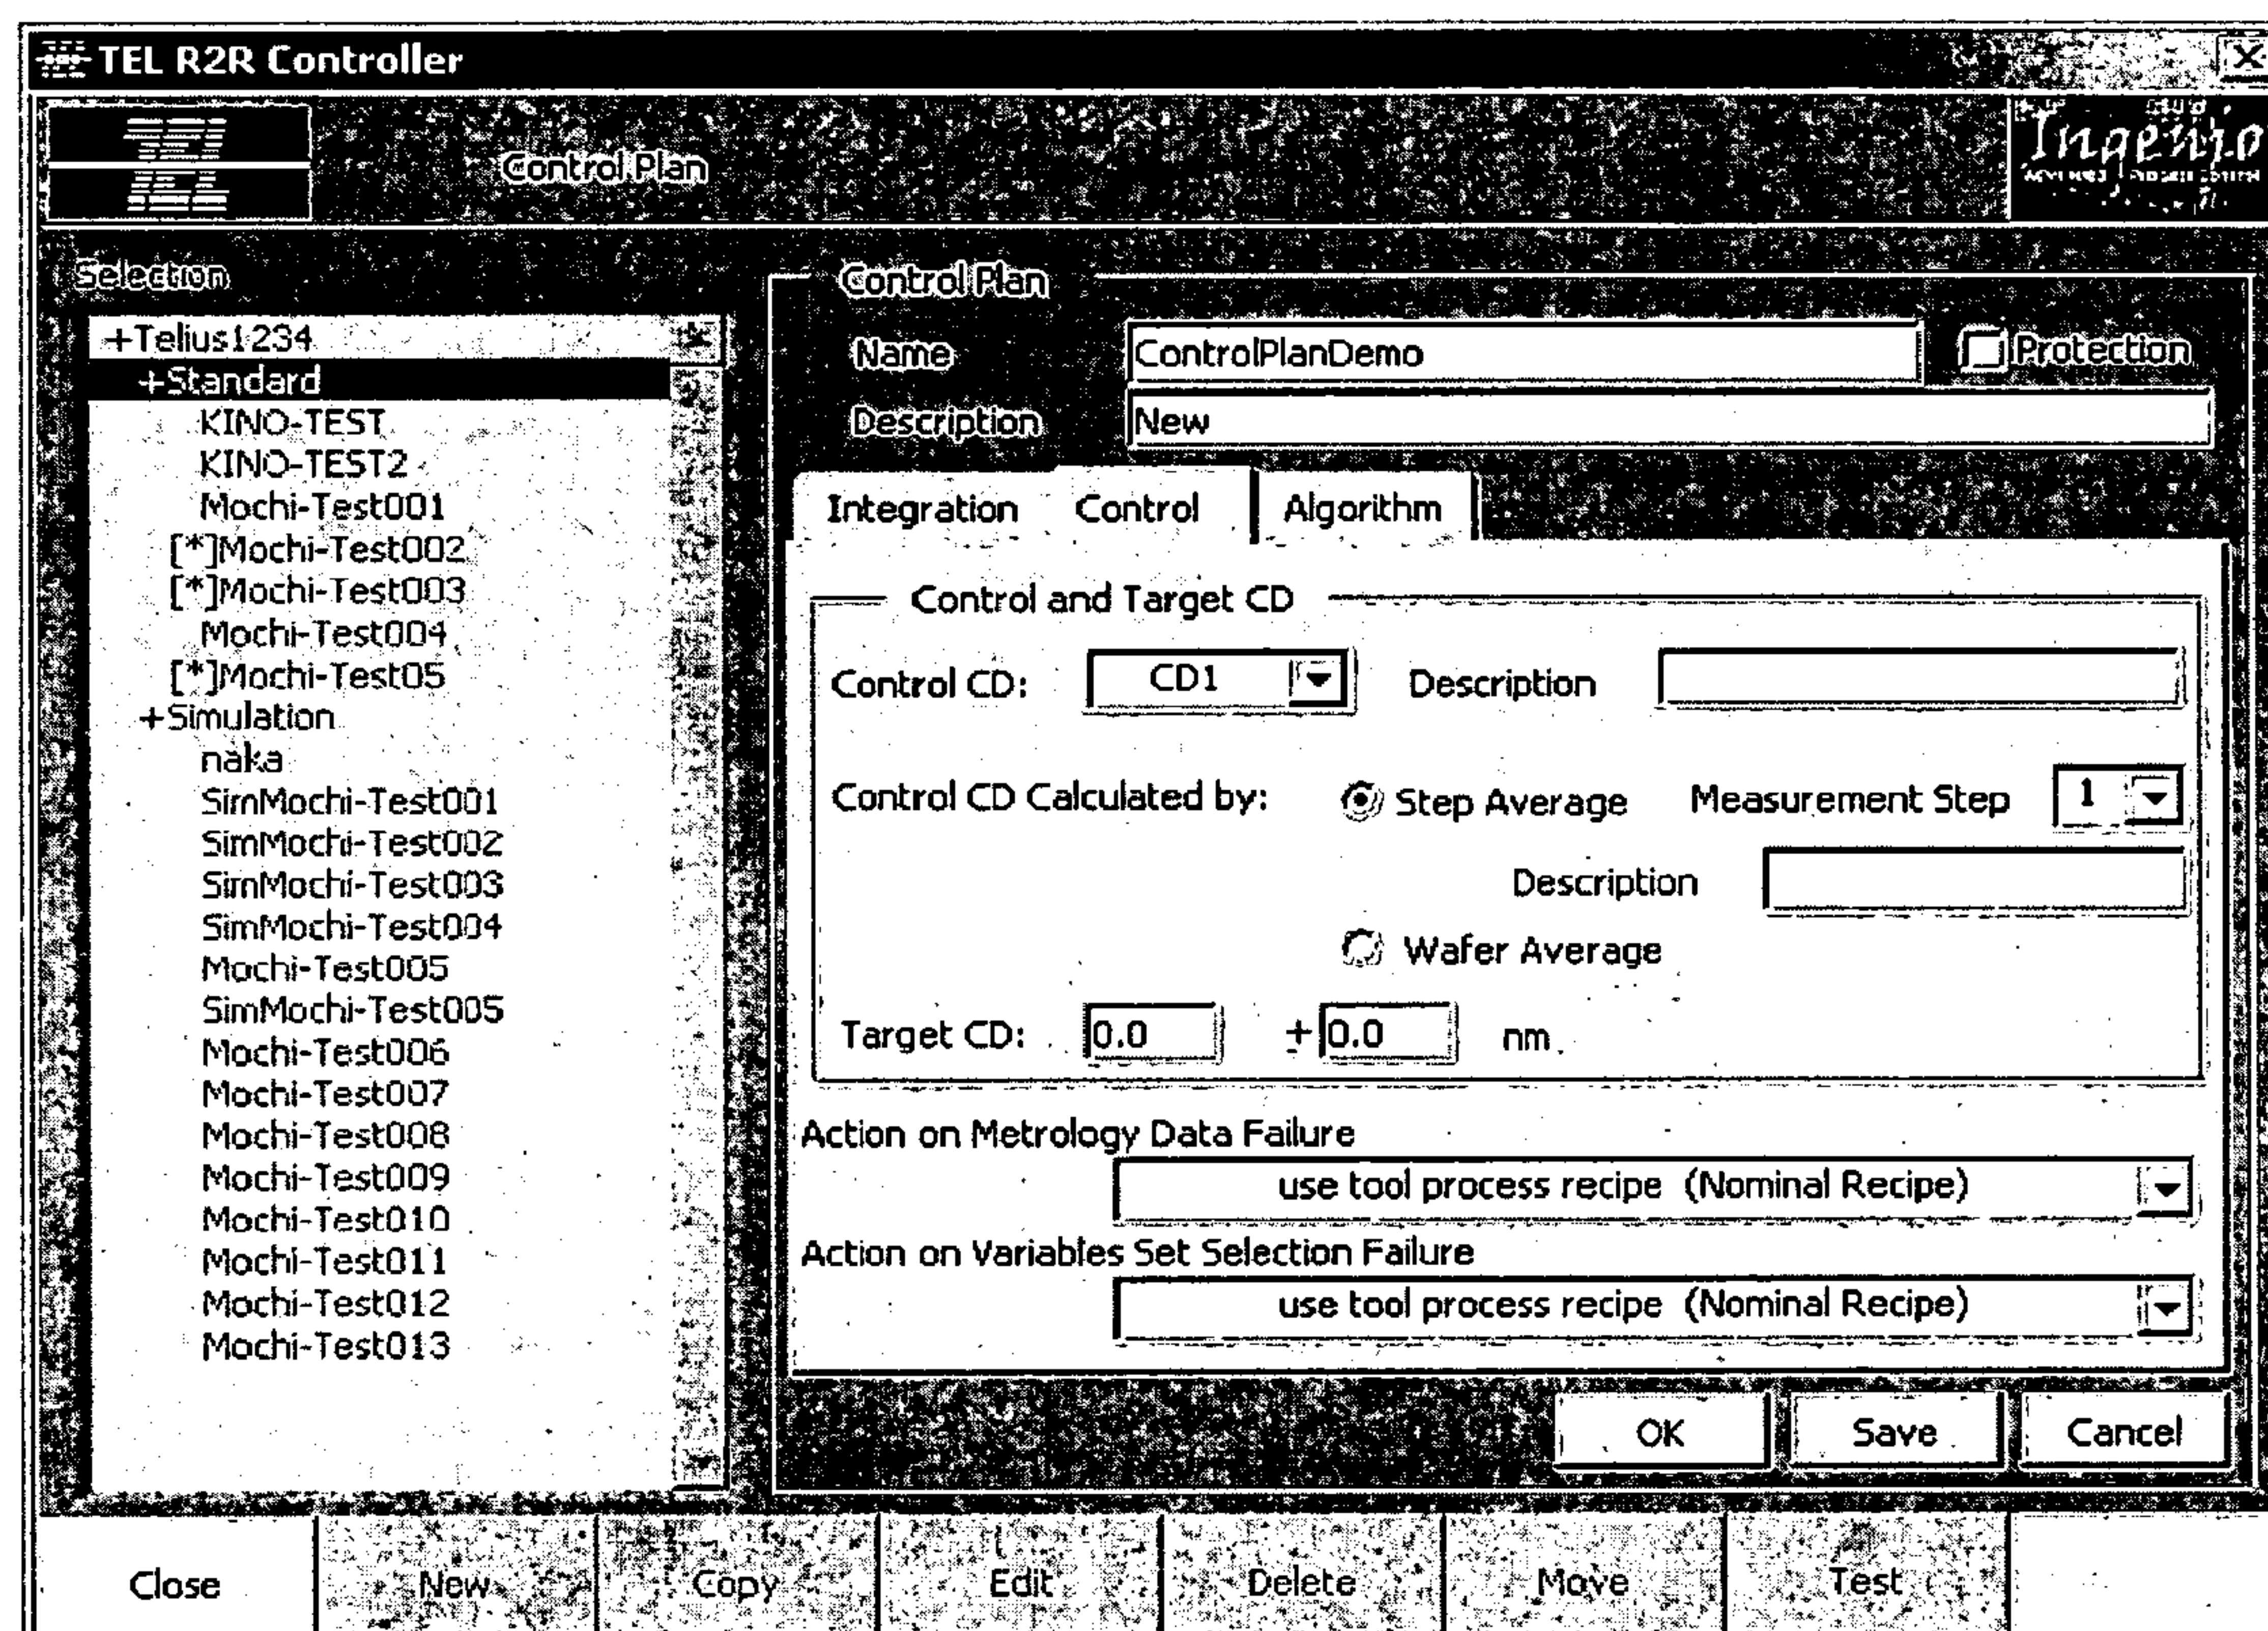 TEL R2R Controller
TEL
Control Plan
Ingenio
Selection
+Telius1234
+Standard
KINO-TEST
KINO-TEST2
Mochi-Test001
[*]Mochi-Test002
[*]Mochi-Test003
Mochi-Test004
[*]Mochi-Test05
+Simulation
naka
SimMochi-Test001
SimMochi-Test002
SimMochi-Test003
SimMochi-Test004
Mochi-Test005
SimMochi-Test005
Mochi-Test006
Mochi-Test007
Mochi-Test008
Mochi-Test009
Mochi-Test010
Mochi-Test011
Mochi-Test012
Mochi-Test013
Control Plan
Name ControlPlanDemo Protection
Description New
Integration Control Algorithm
Control and Target CD
Control CD: CD1 Description
Control CD Calculated by: Step Average Measurement Step 1
Description
Wafer Average
Target CD: 0.0 ± 0.0 nm
Action on Metrology Data Failure
use tool process recipe (Nominal Recipe)
Action on Variables Set Selection Failure
use tool process recipe (Nominal Recipe)
OK Save Cancel
Close New Copy Edit Delete Move Test